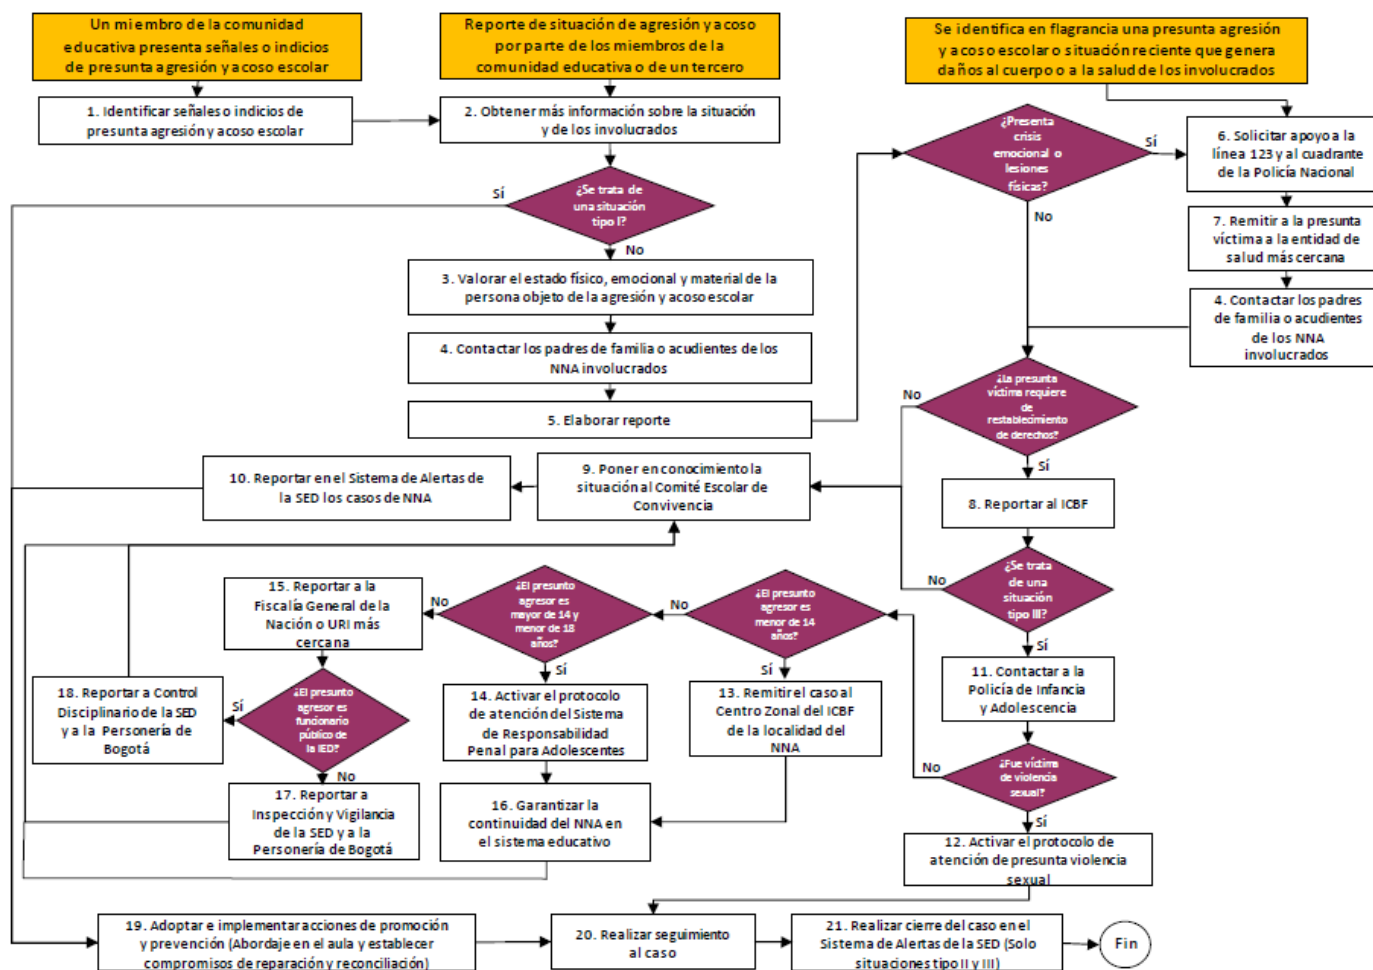 Un miembro de la comunidad
educativa presenta señales o indicios
de presunta agresión y acoso escolar
Reporte de situación de agresión y acoso
por parte de los miembros de la
comunidad educativa o de un tercero
Se identifica en flagrancia una presunta agresión
y acoso escolar o situación reciente que genera
daños al cuerpo o a la salud de los involucrados
1. Identificar señales o indicios de
presunta agresión y acoso escolar
2. Obtener más información sobre la situación
y de los involucrados
¿Presenta
crisis
emocional o
lesiones
físicas?
Sí
No
6. Solicitar apoyo a la
línea 123 y al cuadrante
de la Policía Nacional
¿Se trata de
una situación
tipo I?
Sí
No
7. Remitir a la presunta
víctima a la entidad de
salud más cercana
3. Valorar el estado físico, emocional y material de la
persona objeto de la agresión y acoso escolar
4. Contactar los padres
de familia o acudientes
de los NNA
involucrados
4. Contactar los padres de familia o acudientes de los
NNA involucrados
5. Elaborar reporte
¿La presunta
víctima requiere
de
restablecimiento
de derechos?
No
Sí
10. Reportar en el Sistema de Alertas de
la SED los casos de NNA
9. Poner en conocimiento la
situación al Comité Escolar de
Convivencia
8. Reportar al ICBF
¿Se trata
de una
situación
tipo III?
No
Sí
15. Reportar a la
Fiscalía General de la
Nación o URI más
cercana
No
¿El presunto
agresor es
mayor de 14 y
menor de 18
años?
Sí
No
¿El presunto
agresor es
menor de 14
años?
Sí
11. Contactar a la
Policía de Infancia
y Adolescencia
18. Reportar a Control
Disciplinario de la SED
y a la Personería de
Bogotá
Sí
¿El presunto
agresor es
funcionario
público de
la IED?
No
14. Activar el protocolo
de atención del Sistema
de Responsabilidad
Penal para Adolescentes
13. Remitir el caso al
Centro Zonal del ICBF
de la localidad del
NNA
¿Fue víctima
de violencia
sexual?
No
Sí
17. Reportar a
Inspección y Vigilancia
de la SED y a la
Personería de Bogotá
16. Garantizar la
continuidad del NNA en
el sistema educativo
12. Activar el protocolo de
atención de presunta violencia
sexual
19. Adoptar e implementar acciones de promoción
y prevención (Abordaje en el aula y establecer
compromisos de reparación y reconciliación)
20. Realizar seguimiento
al caso
21. Realizar cierre del caso en el
Sistema de Alertas de la SED (Solo
situaciones tipo II y III)
Fin